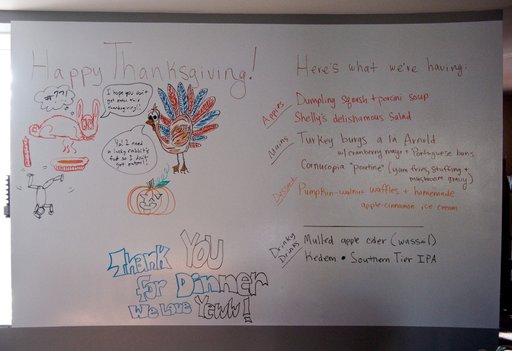 Happy Thanksgiving!
I hope you don't
get eaten this
thanksgiving!!
Yo! I need
a lucky rabbit's
foot so I don't
get eaten!!
Thank YOU
for Dinner
We Love Yewv!
Here's what we're having:
Appies
Dumpling Squash + porcini soup
Shelly's delishamous Salad
Mains
Turkey burgs a la Arnold
w/ cranberry mayo + Portuguese buns
Cornucopia "poutine" (yam fries, stuffing +
mushroom gravy)
Dessert
Pumpkin-walnut waffles + homemade
apple-cinnamon ice cream
Drinky
Drinks
Mulled apple cider (wassail)
Kedem • Southern Tier IPA